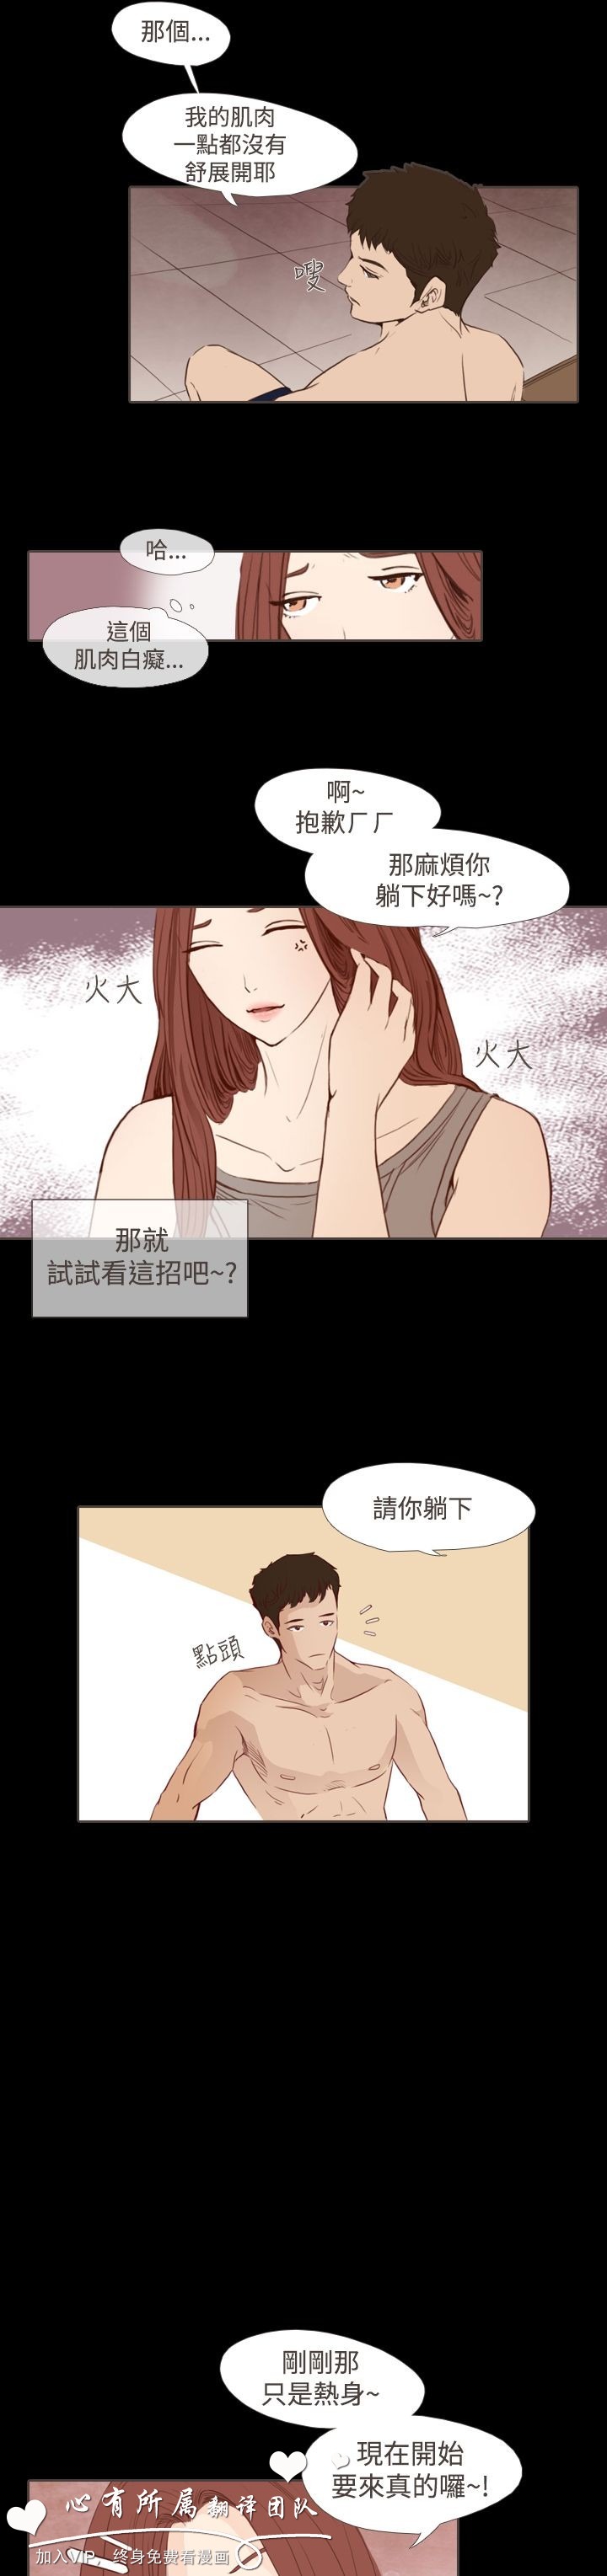 那個...
我的肌肉
一點都沒有
舒展開耶
嗖
哈...
這個
肌肉白癡...
啊~
抱歉ㄏㄏ
那麻煩你
躺下好嗎~?
火大
火大
那就
試試看這招吧~?
請你躺下
點頭
剛剛那
只是熱身~
現在開始
要來真的囉~!
心有所属翻译团队
加入VIP，终身免费看漫画